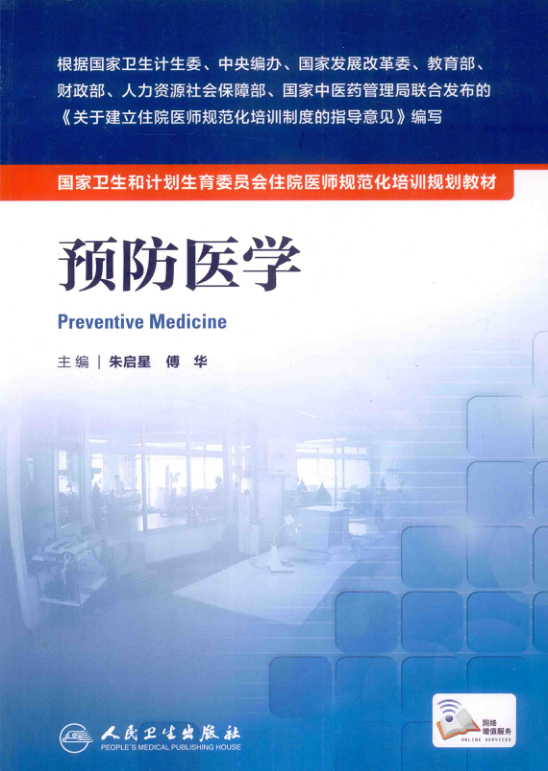 根据国家卫生计生委、中央编办、国家发展改革委、教育部、
财政部、人力资源社会保障部、国家中医药管理局联合发布的
《关于建立住院医师规范化培训制度的指导意见》编写
国家卫生和计划生育委员会住院医师规范化培训规划教材
预防医学
Preventive Medicine
主编 | 朱启星 傅 华
人民卫生出版社
PEOPLE'S MEDICAL PUBLISHING HOUSE
网络
增值服务
ONLINE SERVICES